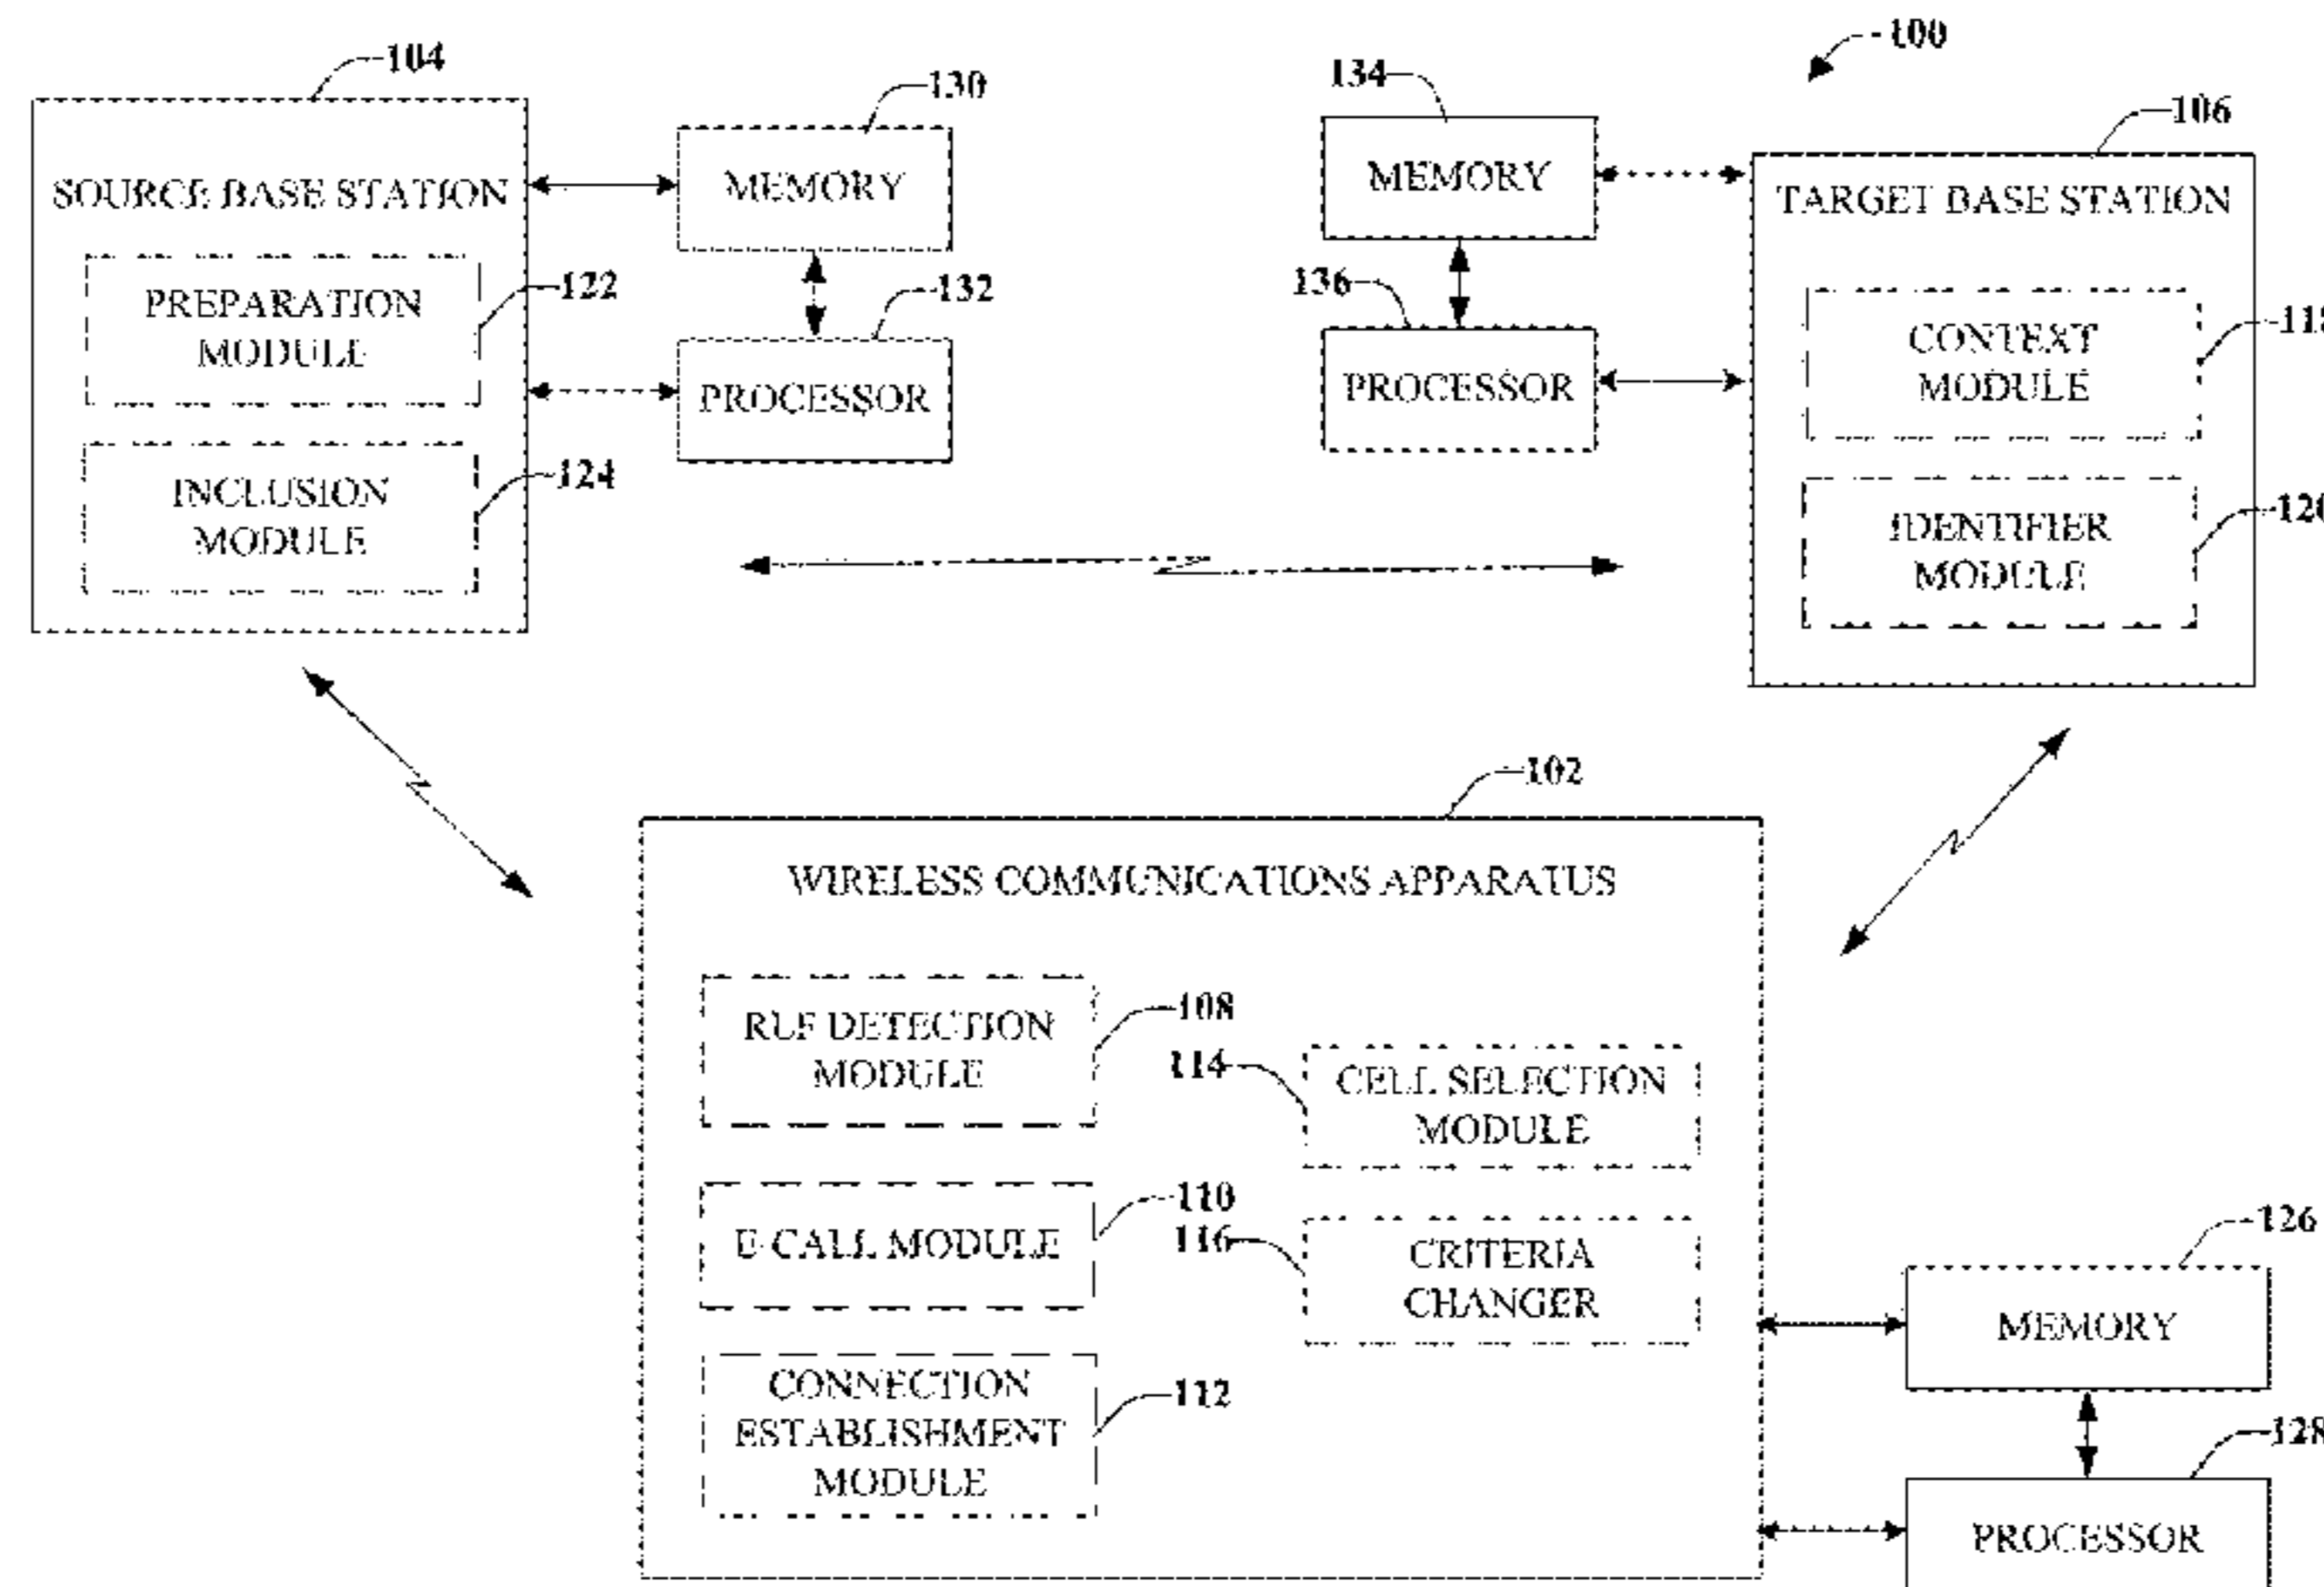 100
104
130
134
106
SOURCE BASE STATION
MEMORY
MEMORY
TARGET BASE STATION
PREPARATION
MODULE
122
132
136
CONTEXT
MODULE
PROCESSOR
PROCESSOR
INCLUSION
MODULE
124
IDENTIFIER
MODULE
102
WIRELESS COMMUNICATIONS APPARATUS
RLF DETECTION
MODULE
108
114
CELL SELECTION
MODULE
E-CALL MODULE
110
116
CRITERIA
CHANGER
126
MEMORY
CONNECTION
ESTABLISHMENT
MODULE
112
128
PROCESSOR